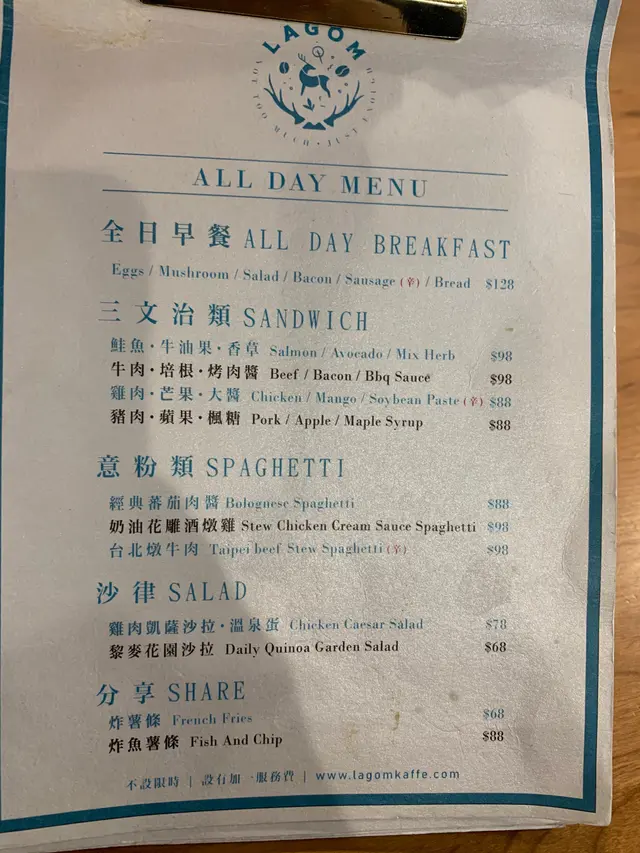 LAGOM
NOT TOO MUCH · JUST ENOUGH
ALL DAY MENU
全日早餐 ALL DAY BREAKFAST
Eggs / Mushroom / Salad / Bacon / Sausage (辛) / Bread $128
三文治類 SANDWICH
鮭魚·牛油果·香草 Salmon / Avocado / Mix Herb $98
牛肉·培根·烤肉醬 Beef / Bacon / Bbq Sauce $98
雞肉·芒果·大醬 Chicken / Mango / Soybean Paste (辛) $88
豬肉·蘋果·楓糖 Pork / Apple / Maple Syrup $88
意粉類 SPAGHETTI
經典蕃茄肉醬 Bolognese Spaghetti $88
奶油花雕酒燉雞 Stew Chicken Cream Sauce Spaghetti $98
台北燉牛肉 Taipei beef Stew Spaghetti (辛) $98
沙律 SALAD
雞肉凱薩沙拉·溫泉蛋 Chicken Caesar Salad $78
黎麥花園沙拉 Daily Quinoa Garden Salad $68
分享 SHARE
炸薯條 French Fries $68
炸魚薯條 Fish And Chip $88
不設限時 | 設有加一服務費 | www.lagomkaffe.com